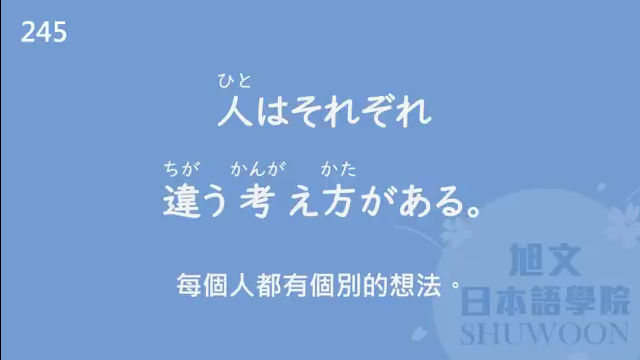 245
ひと
人はそれぞれ
ちが かんが かた
違う考え方がある。
每個人都有個別的想法。
旭文
日本語學院
SHUWOON